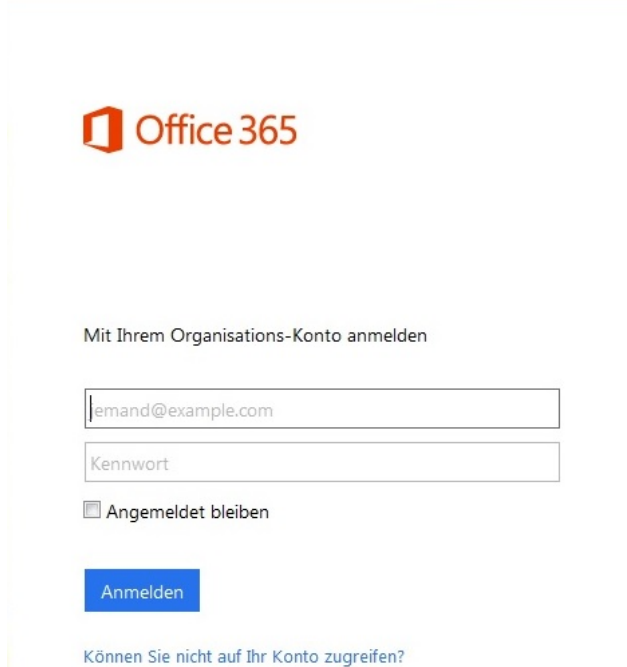 Office 365
Mit Ihrem Organisations-Konto anmelden
jemand@example.com
Kennwort
Angemeldet bleiben
Anmelden
Können Sie nicht auf Ihr Konto zugreifen?